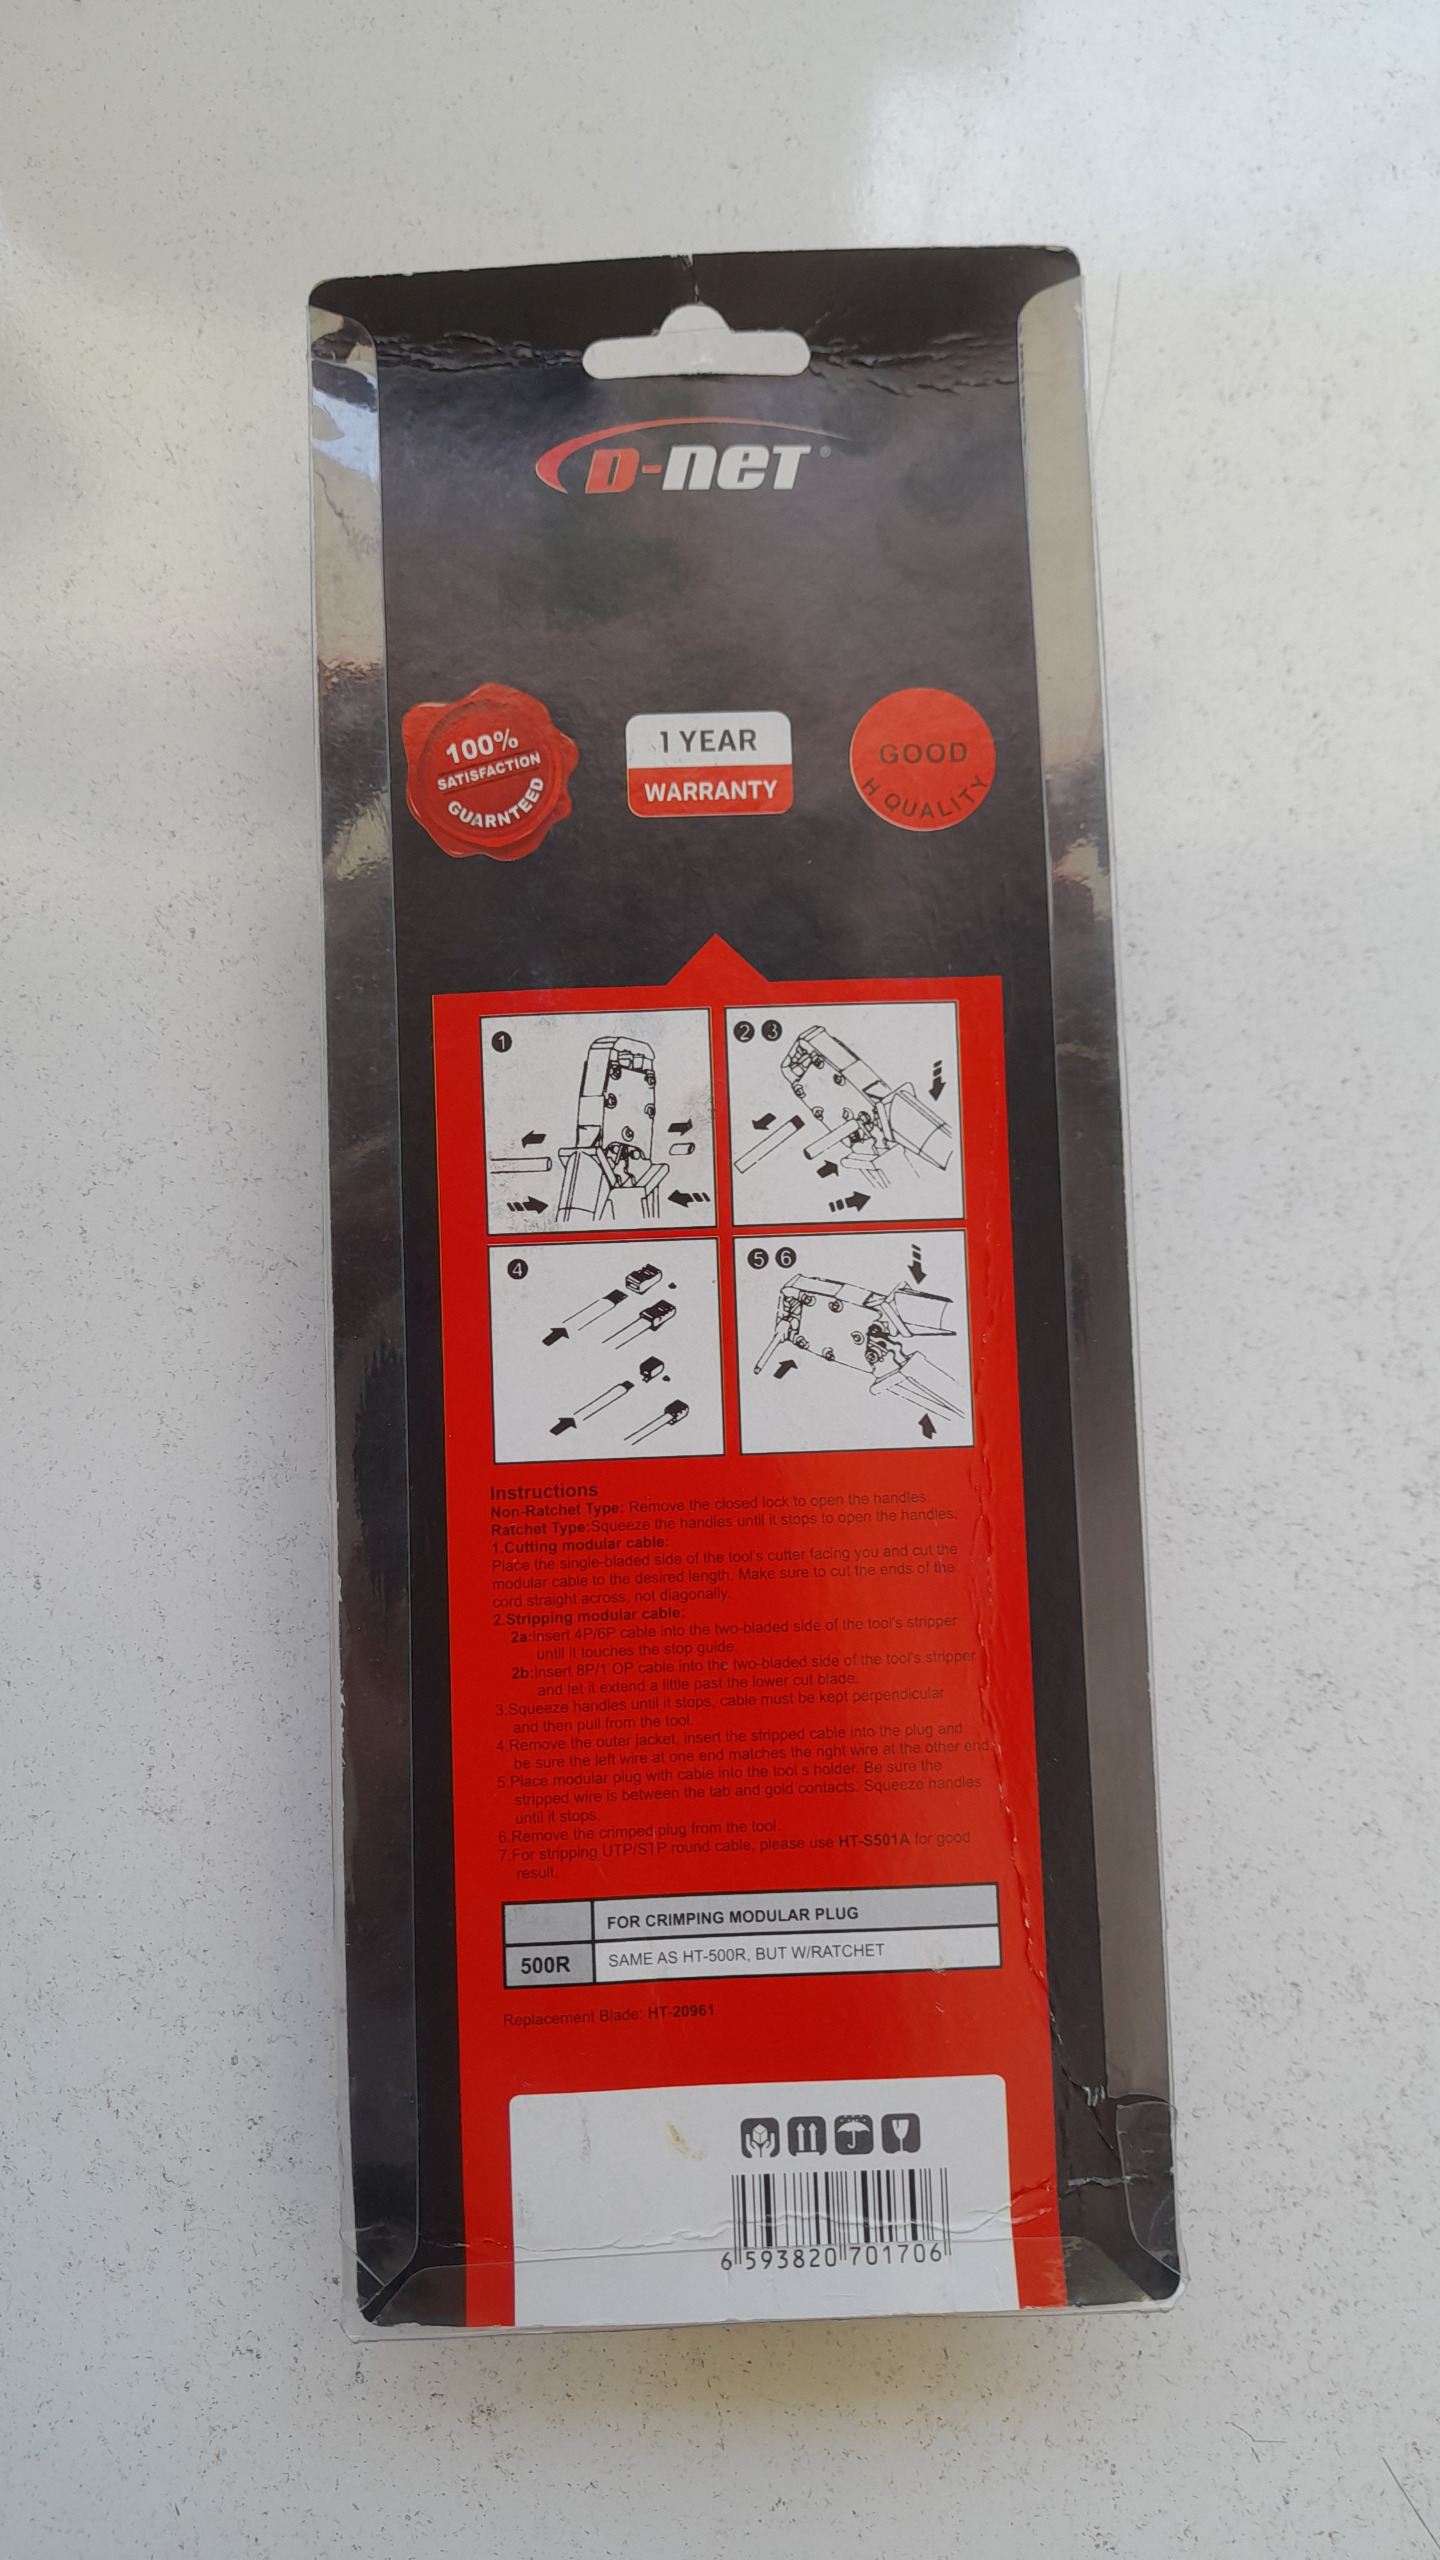 D-NET
100%
SATISFACTION
GUARNTEED
1 YEAR
WARRANTY
GOOD
H QUALITY
1
2 3
4
5 6
Instructions
Non-Ratchet Type: Remove the closed lock to open the handles.
Ratchet Type:Squeeze the handles until it stops to open the handles.
1.Cutting modular cable:
Place the single-bladed side of the tool's cutter facing you and cut the
modular cable to the desired length. Make sure to cut the ends of the
cord straight across, not diagonally.
2.Stripping modular cable:
2a:Insert 4P/6P cable into the two-bladed side of the tool's stripper
until it touches the stop guide.
2b:Insert 8P/1 OP cable into the two-bladed side of the tool's stripper
and let it extend a little past the lower cut blade.
3.Squeeze handles until it stops, cable must be kept perpendicular
and then pull from the tool.
4.Remove the outer jacket, insert the stripped cable into the plug and
be sure the left wire at one end matches the right wire at the other end.
5.Place modular plug with cable into the tool s holder. Be sure the
stripped wire is between the tab and gold contacts. Squeeze handles
until it stops.
6.Remove the crimped plug from the tool.
7.For stripping UTP/STP round cable, please use HT-S501A for good
result.
FOR CRIMPING MODULAR PLUG
500R SAME AS HT-500R, BUT W/RATCHET
Replacement Blade: HT-20961
6 593820 701706